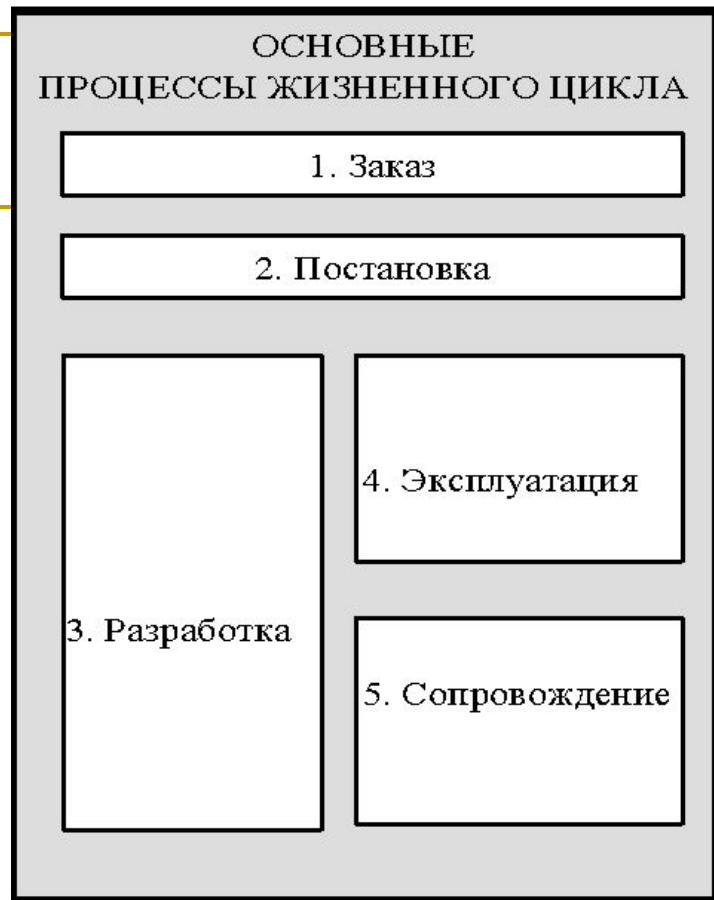 ОСНОВНЫЕ
ПРОЦЕССЫ ЖИЗНЕННОГО ЦИКЛА
1. Заказ
2. Постановка
3. Разработка
4. Эксплуатация
5. Сопровождение